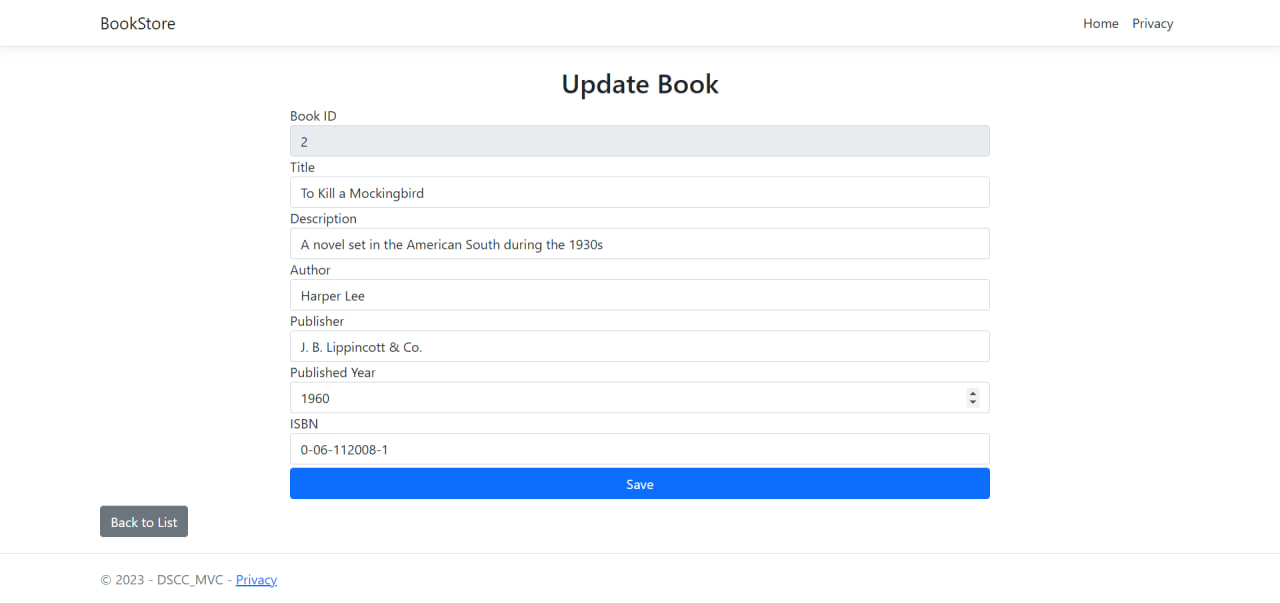 BookStore
Home Privacy
Update Book
Book ID
2
Title
To Kill a Mockingbird
Description
A novel set in the American South during the 1930s
Author
Harper Lee
Publisher
J. B. Lippincott & Co.
Published Year
1960
ISBN
0-06-112008-1
Save
Back to List
© 2023 - DSCC_MVC - Privacy